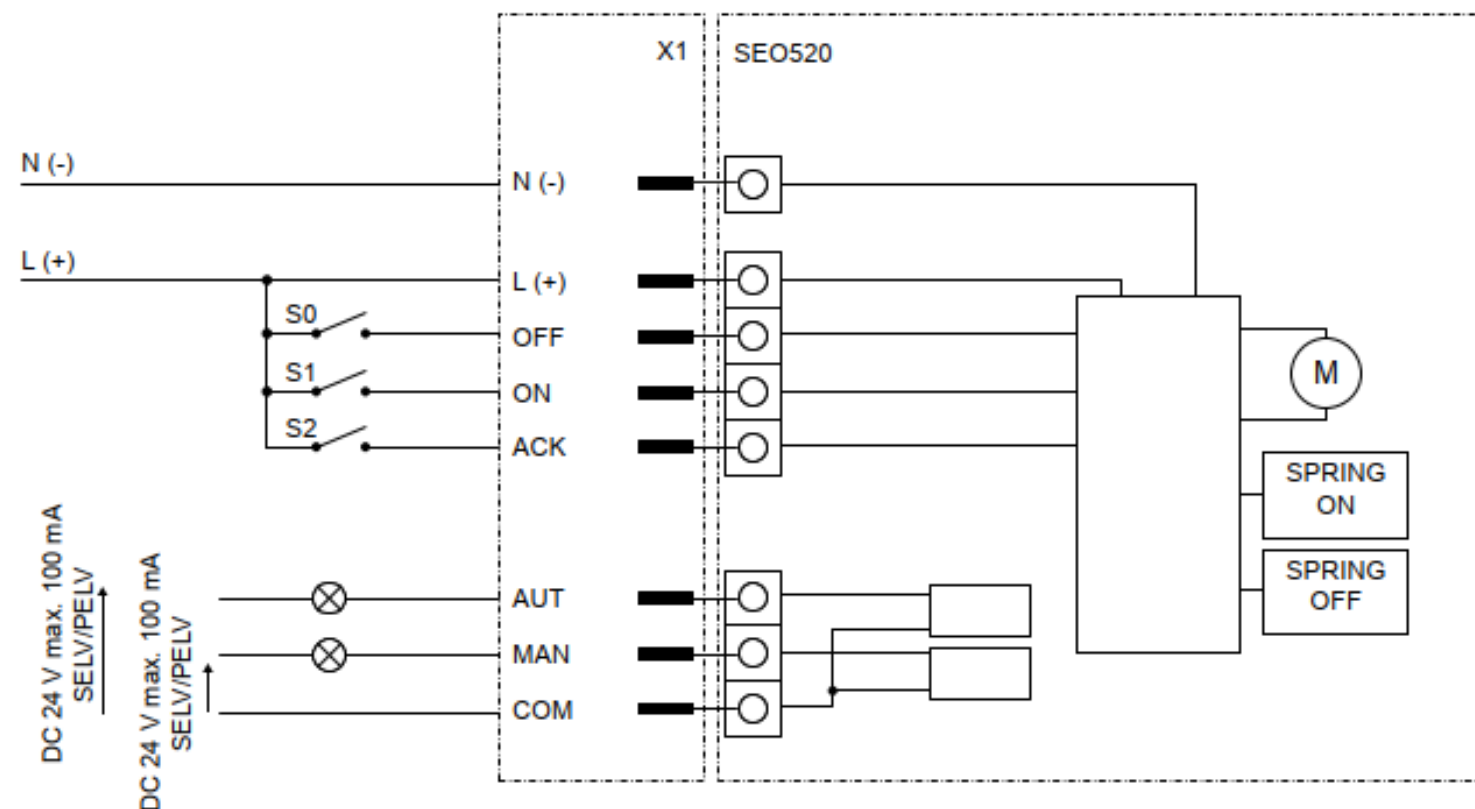 X1
SEO520
N (-)
N (-)
L (+)
L (+)
S0
OFF
S1
ON
M
S2
ACK
SPRING
ON
SPRING
OFF
DC 24 V max. 100 mA
SELV/PELV
DC 24 V max. 100 mA
SELV/PELV
AUT
MAN
COM